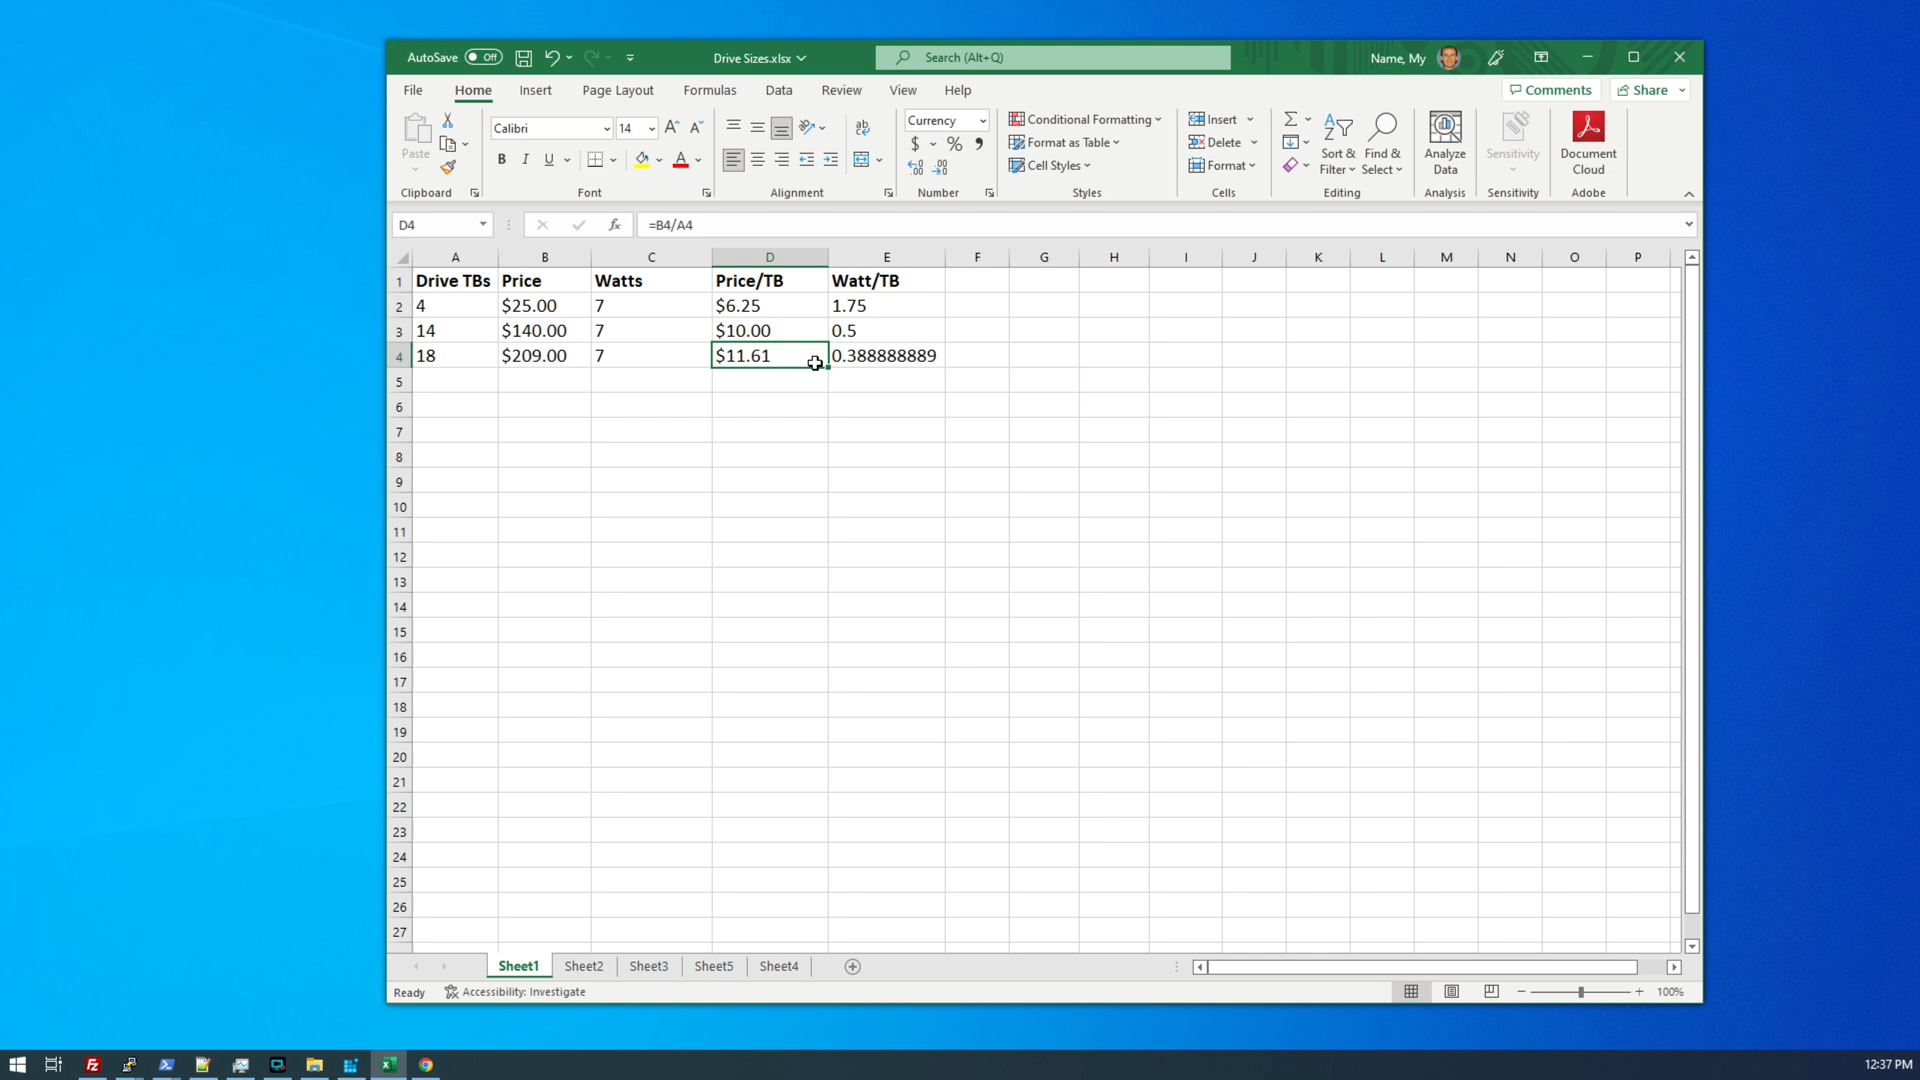 AutoSave Off Drive Sizes.xlsx Search (Alt+Q) Name, My
File Home Insert Page Layout Formulas Data Review View Help Comments Share
Paste Calibri 14 Currency Conditional Formatting Format as Table Cell Styles Insert Delete Format Sort & Filter Find & Select Analyze Data Sensitivity Document Cloud
Clipboard Font Alignment Number Styles Cells Editing Analysis Sensitivity Adobe
D4 fx =B4/A4
A B C D E F G H I J K L M N O P
1 Drive TBs Price Watts Price/TB Watt/TB
2 4 $25.00 7 $6.25 1.75
3 14 $140.00 7 $10.00 0.5
4 18 $209.00 7 $11.61 0.388888889
5
6
7
8
9
10
11
12
13
14
15
16
17
18
19
20
21
22
23
24
25
26
27
Sheet1 Sheet2 Sheet3 Sheet5 Sheet4
Ready Accessibility: Investigate 100%
12:37 PM